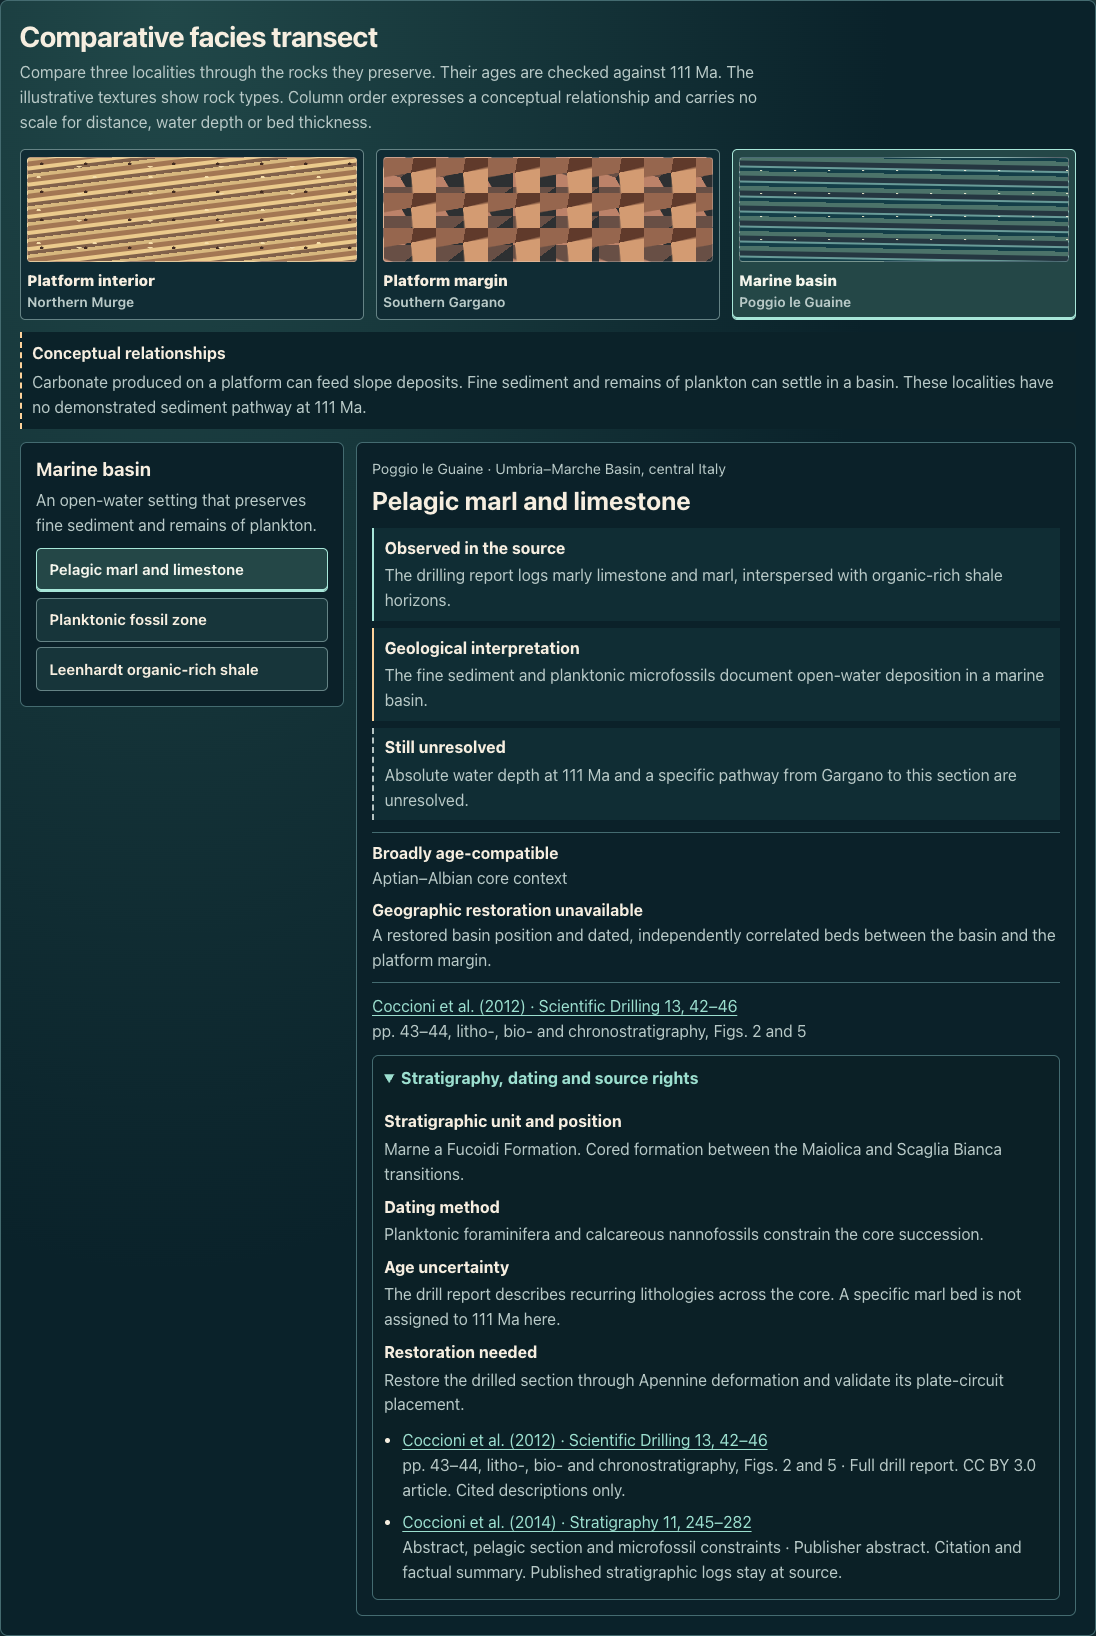 Comparative facies transect
Compare three localities through the rocks they preserve. Their ages are checked against 111 Ma. The
illustrative textures show rock types. Column order expresses a conceptual relationship and carries no
scale for distance, water depth or bed thickness.
Platform interior
Northern Murge
Platform margin
Southern Gargano
Marine basin
Poggio le Guaine
Conceptual relationships
Carbonate produced on a platform can feed slope deposits. Fine sediment and remains of plankton can settle in a basin. These localities have
no demonstrated sediment pathway at 111 Ma.
Marine basin
An open-water setting that preserves
fine sediment and remains of plankton.
Pelagic marl and limestone
Planktonic fossil zone
Leenhardt organic-rich shale
Poggio le Guaine · Umbria–Marche Basin, central Italy
Pelagic marl and limestone
Observed in the source
The drilling report logs marly limestone and marl, interspersed with organic-rich shale
horizons.
Geological interpretation
The fine sediment and planktonic microfossils document open-water deposition in a marine
basin.
Still unresolved
Absolute water depth at 111 Ma and a specific pathway from Gargano to this section are
unresolved.
Broadly age-compatible
Aptian–Albian core context
Geographic restoration unavailable
A restored basin position and dated, independently correlated beds between the basin and the
platform margin.
Coccioni et al. (2012) · Scientific Drilling 13, 42–46
pp. 43–44, litho-, bio- and chronostratigraphy, Figs. 2 and 5
▼ Stratigraphy, dating and source rights
Stratigraphic unit and position
Marne a Fucoidi Formation. Cored formation between the Maiolica and Scaglia Bianca
transitions.
Dating method
Planktonic foraminifera and calcareous nannofossils constrain the core succession.
Age uncertainty
The drill report describes recurring lithologies across the core. A specific marl bed is not
assigned to 111 Ma here.
Restoration needed
Restore the drilled section through Apennine deformation and validate its plate-circuit
placement.
• Coccioni et al. (2012) · Scientific Drilling 13, 42–46
pp. 43–44, litho-, bio- and chronostratigraphy, Figs. 2 and 5 · Full drill report. CC BY 3.0
article. Cited descriptions only.
• Coccioni et al. (2014) · Stratigraphy 11, 245–282
Abstract, pelagic section and microfossil constraints · Publisher abstract. Citation and
factual summary. Published stratigraphic logs stay at source.